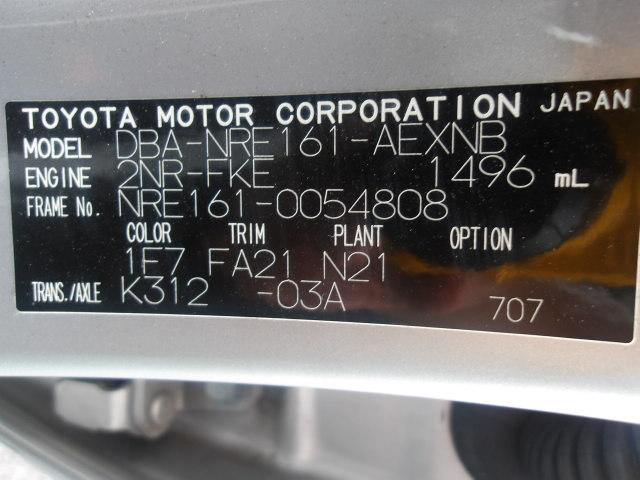 TOYOTA MOTOR CORPORATION JAPAN
MODEL DBA-NRE161-AEXNB
ENGINE 2NR-FKE 1496 mL
FRAME No. NRE161-0054808
COLOR TRIM PLANT OPTION
1F7 FA21 N21
TRANS./AXLE K312 -03A 707